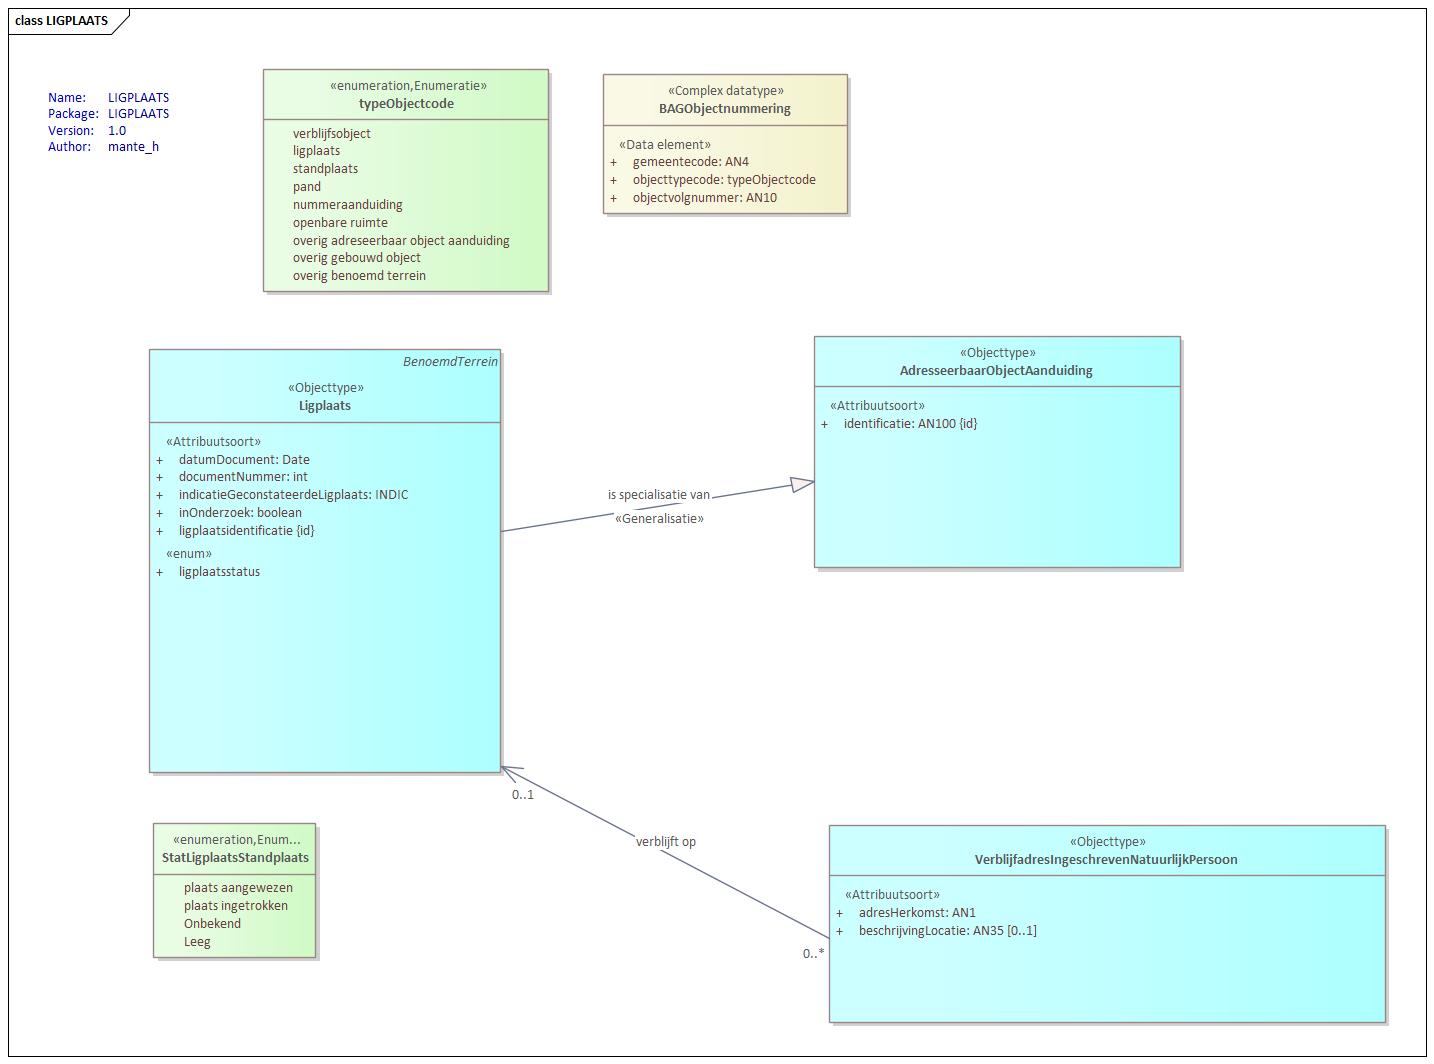 class LIGPLAATS
Name: LIGPLAATS
Package: LIGPLAATS
Version: 1.0
Author: mante_h
«enumeration,Enumeratie»
typeObjectcode
verblijfsobject
ligplaats
standplaats
pand
nummeraanduiding
openbare ruimte
overig adreseerbaar object aanduiding
overig gebouwd object
overig benoemd terrein
«Complex datatype»
BAGObjectnummering
«Data element»
+ gemeentecode: AN4
+ objecttypecode: typeObjectcode
+ objectvolgnummer: AN10
BenoemdTerrein
«Objecttype»
Ligplaats
«Attribuutsoort»
+ datumDocument: Date
+ documentNummer: int
+ indicatieGeconstateerdeLigplaats: INDIC
+ inOnderzoek: boolean
+ ligplaatsidentificatie {id}
«enum»
+ ligplaatsstatus
is specialisatie van
«Generalisatie»
«Objecttype»
AdresseerbaarObjectAanduiding
«Attribuutsoort»
+ identificatie: AN100 {id}
0..1
verblijft op
0..*
«enumeration,Enum...
StatLigplaatsStandplaats
plaats aangewezen
plaats ingetrokken
Onbekend
Leeg
«Objecttype»
VerblijfadresIngeschrevenNatuurlijkPersoon
«Attribuutsoort»
+ adresHerkomst: AN1
+ beschrijvingLocatie: AN35 [0..1]